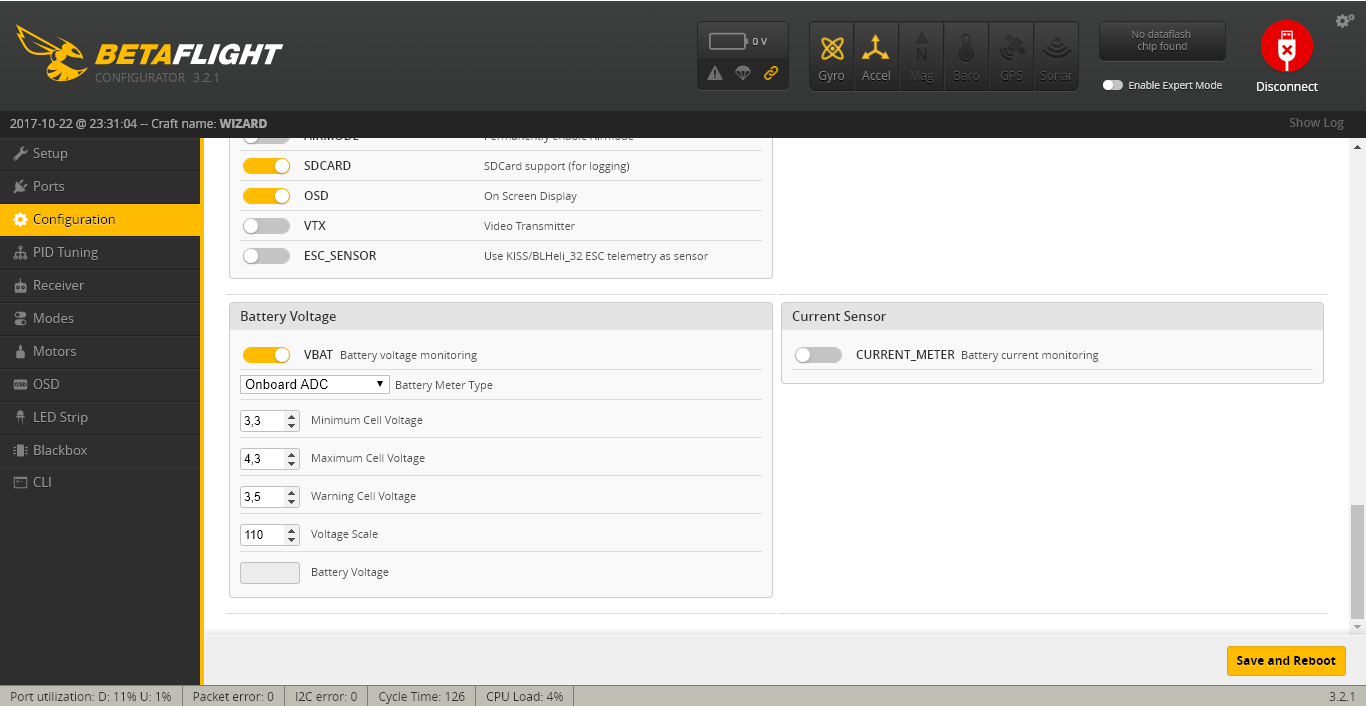 BETAFLIGHT
CONFIGURATOR 3.2.1
0 V
Gyro
Accel
Mag
Baro
GPS
Sonar
No dataflash
chip found
Enable Expert Mode
Disconnect
2017-10-22 @ 23:31:04 -- Craft name: WIZARD
Show Log
Setup
Ports
Configuration
PID Tuning
Receiver
Modes
Motors
OSD
LED Strip
Blackbox
CLI
AIRMODE Permanently enable Airmode
SDCARD SDCard support (for logging)
OSD On Screen Display
VTX Video Transmitter
ESC_SENSOR Use KISS/BLHeli_32 ESC telemetry as sensor
Battery Voltage
VBAT Battery voltage monitoring
Onboard ADC Battery Meter Type
3,3 Minimum Cell Voltage
4,3 Maximum Cell Voltage
3,5 Warning Cell Voltage
110 Voltage Scale
Battery Voltage
Current Sensor
CURRENT_METER Battery current monitoring
Save and Reboot
Port utilization: D: 11% U: 1% Packet error: 0 I2C error: 0 Cycle Time: 126 CPU Load: 4% 3.2.1